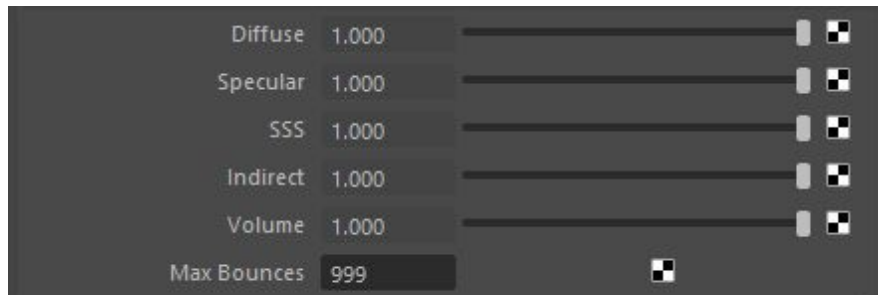 Diffuse 1.000
Specular 1.000
SSS 1.000
Indirect 1.000
Volume 1.000
Max Bounces 999